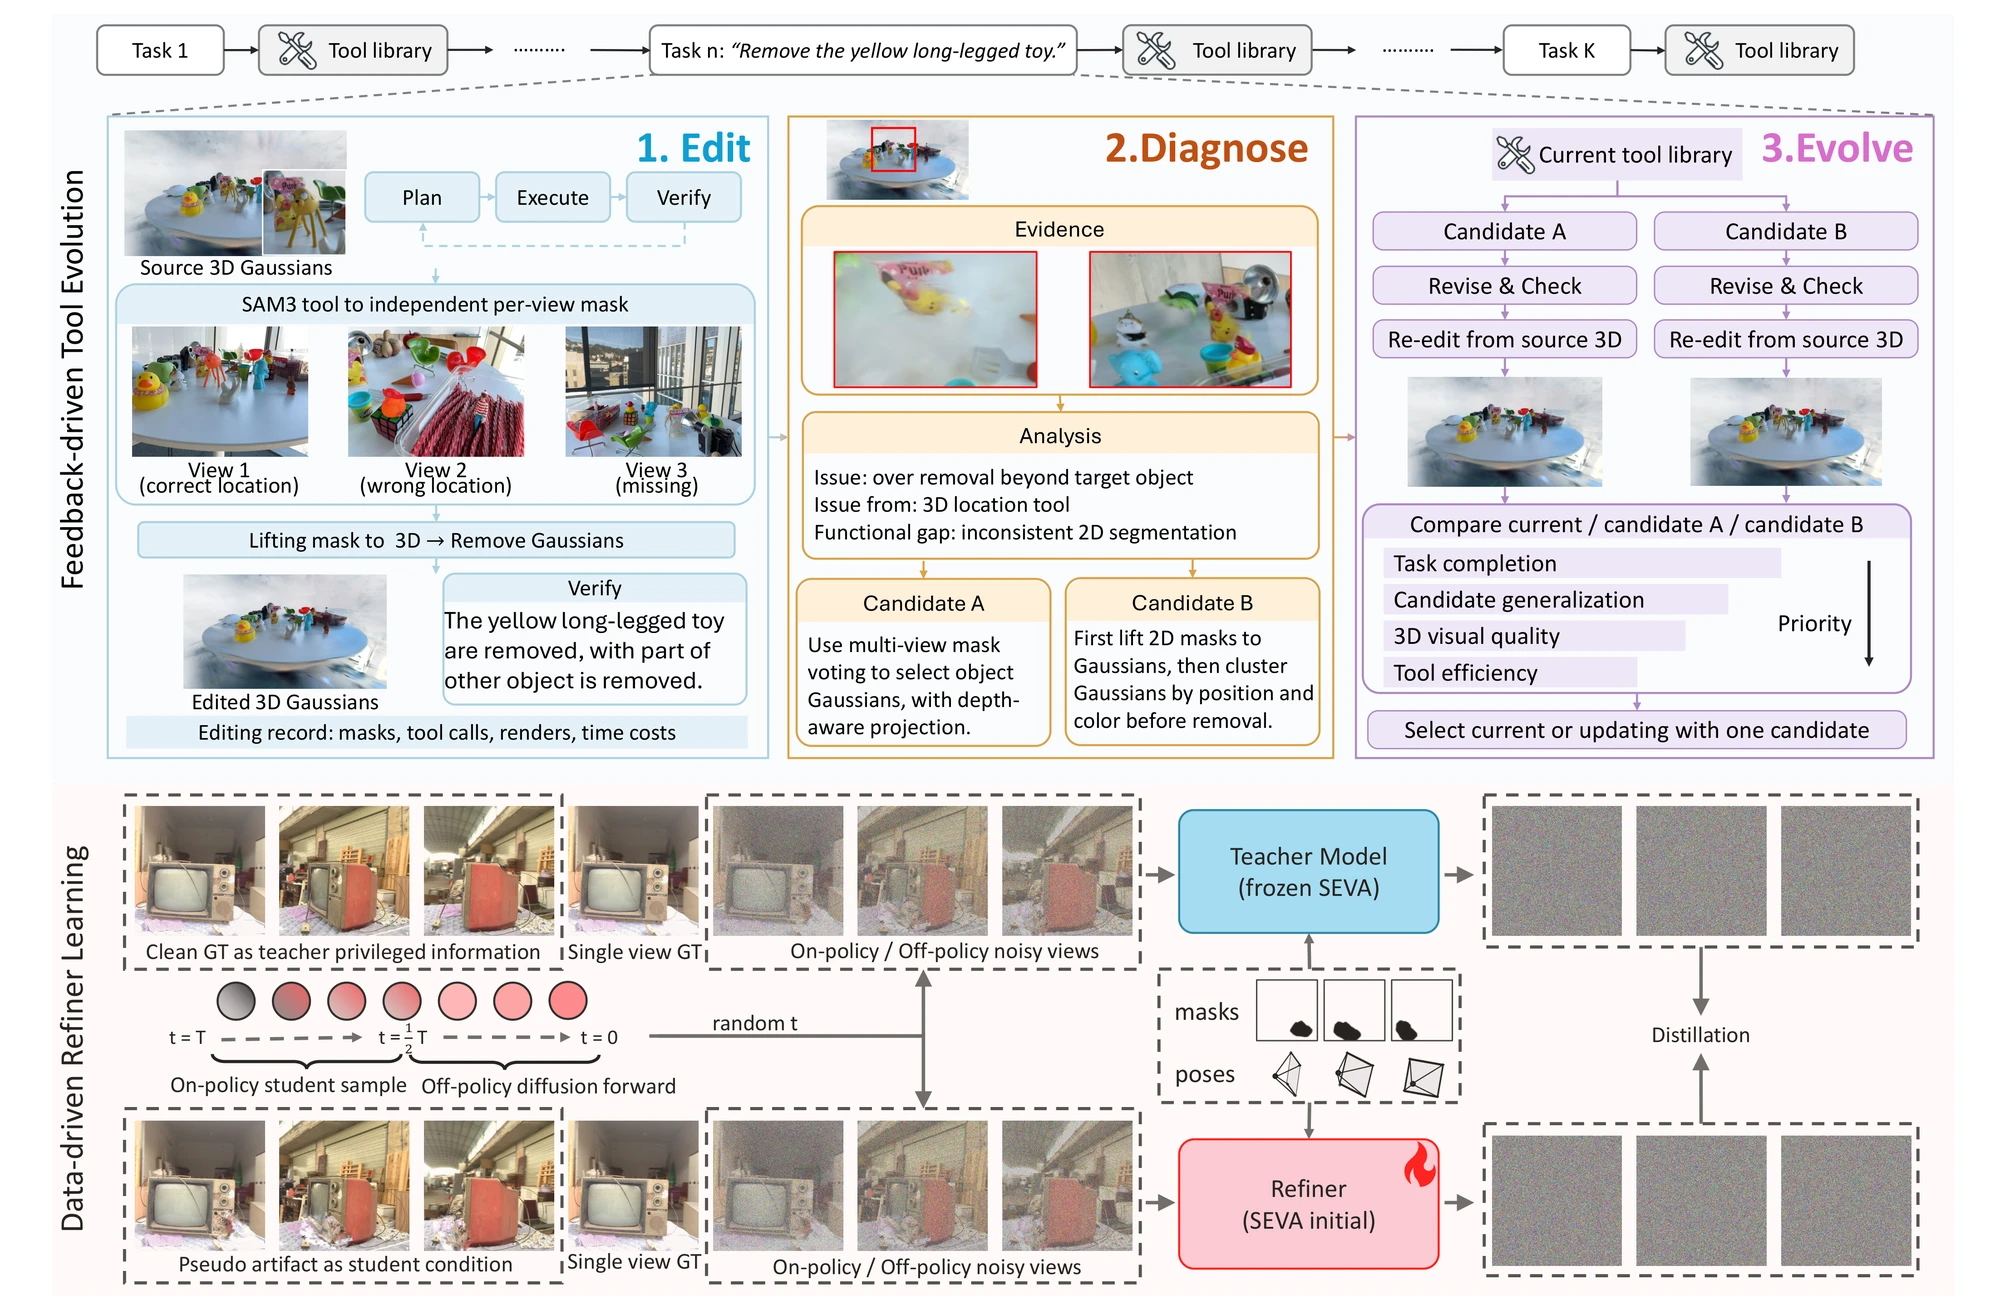 Task 1
Tool library
..........
Task n: “Remove the yellow long-legged toy.”
Tool library
..........
Task K
Tool library
Feedback-driven Tool Evolution
1. Edit
Plan
Execute
Verify
Source 3D Gaussians
SAM3 tool to independent per-view mask
View 1
(correct location)
View 2
(wrong location)
View 3
(missing)
Lifting mask to 3D → Remove Gaussians
Edited 3D Gaussians
Verify
The yellow long-legged toy
are removed, with part of
other object is removed.
Editing record: masks, tool calls, renders, time costs
2.Diagnose
Evidence
Analysis
Issue: over removal beyond target object
Issue from: 3D location tool
Functional gap: inconsistent 2D segmentation
Candidate A
Use multi-view mask
voting to select object
Gaussians, with depth-
aware projection.
Candidate B
First lift 2D masks to
Gaussians, then cluster
Gaussians by position and
color before removal.
3.Evolve
Current tool library
Candidate A
Candidate B
Revise & Check
Revise & Check
Re-edit from source 3D
Re-edit from source 3D
Compare current / candidate A / candidate B
Task completion
Candidate generalization
3D visual quality
Tool efficiency
Priority
Select current or updating with one candidate
Data-driven Refiner Learning
Clean GT as teacher privileged information
Single view GT
On-policy / Off-policy noisy views
Teacher Model
(frozen SEVA)
t = T
t = 1/2 T
t = 0
random t
On-policy student sample
Off-policy diffusion forward
masks
poses
Distillation
Pseudo artifact as student condition
Single view GT
On-policy / Off-policy noisy views
Refiner
(SEVA initial)